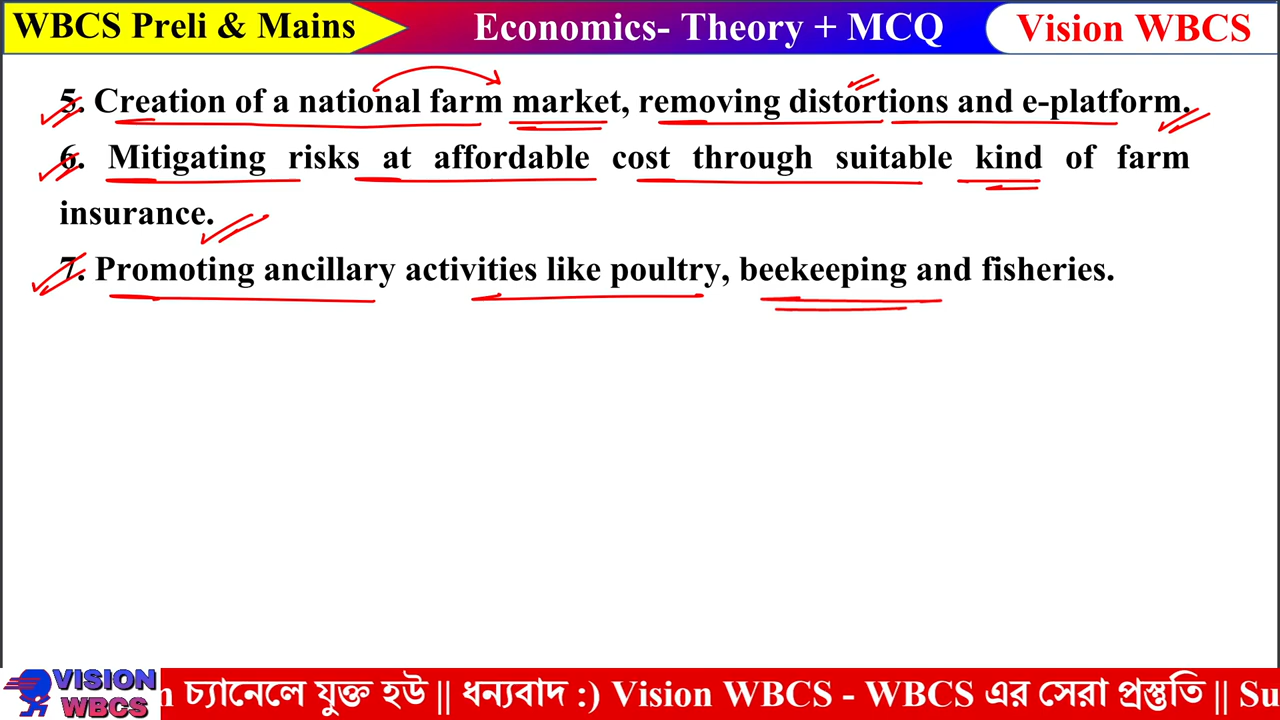 WBCS Preli & Mains
Economics- Theory + MCQ
Vision WBCS
5. Creation of a national farm market, removing distortions and e-platform.
6. Mitigating risks at affordable cost through suitable kind of farm
insurance.
7. Promoting ancillary activities like poultry, beekeeping and fisheries.
VISION
WBCS
চ্যানেলে যুক্ত হউ || ধন্যবাদ :) Vision WBCS - WBCS এর সেরা প্রস্তুতি || Su